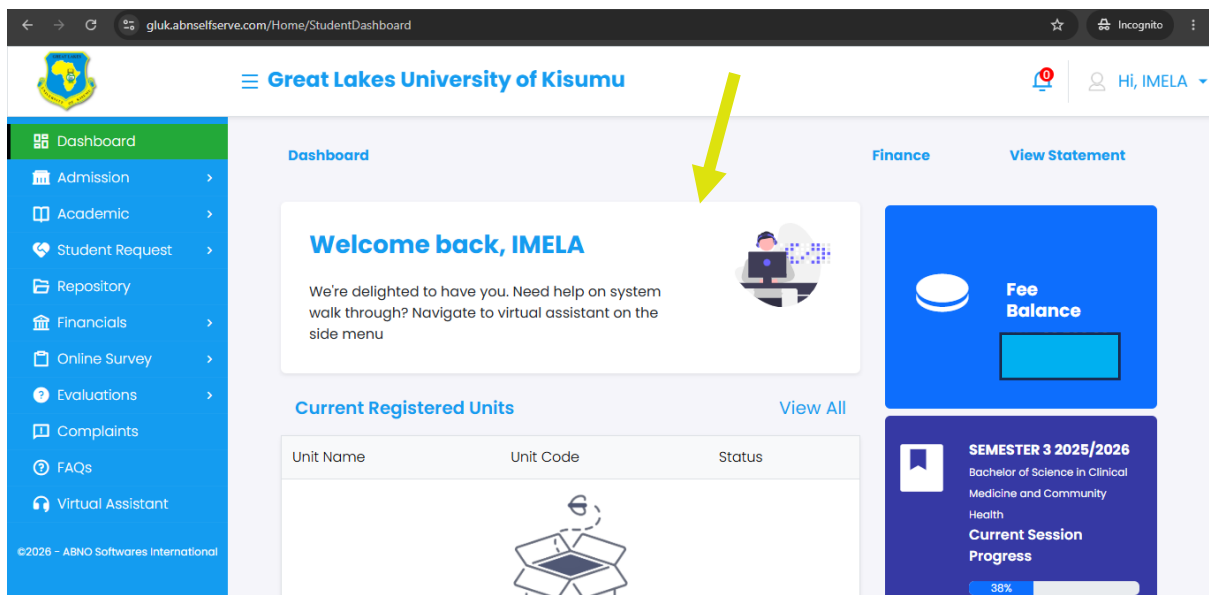 gluk.abnselfserve.com/Home/StudentDashboard
Incognito
Great Lakes University of Kisumu
0
Hi, IMELA
Dashboard
Admission
Academic
Student Request
Repository
Financials
Online Survey
Evaluations
Complaints
FAQs
Virtual Assistant
©2026 - ABNO Softwares International
Dashboard
Finance
View Statement
Welcome back, IMELA
We're delighted to have you. Need help on system
walk through? Navigate to virtual assistant on the
side menu
Fee
Balance
Current Registered Units
View All
Unit Name
Unit Code
Status
SEMESTER 3 2025/2026
Bachelor of Science in Clinical
Medicine and Community
Health
Current Session
Progress
38%